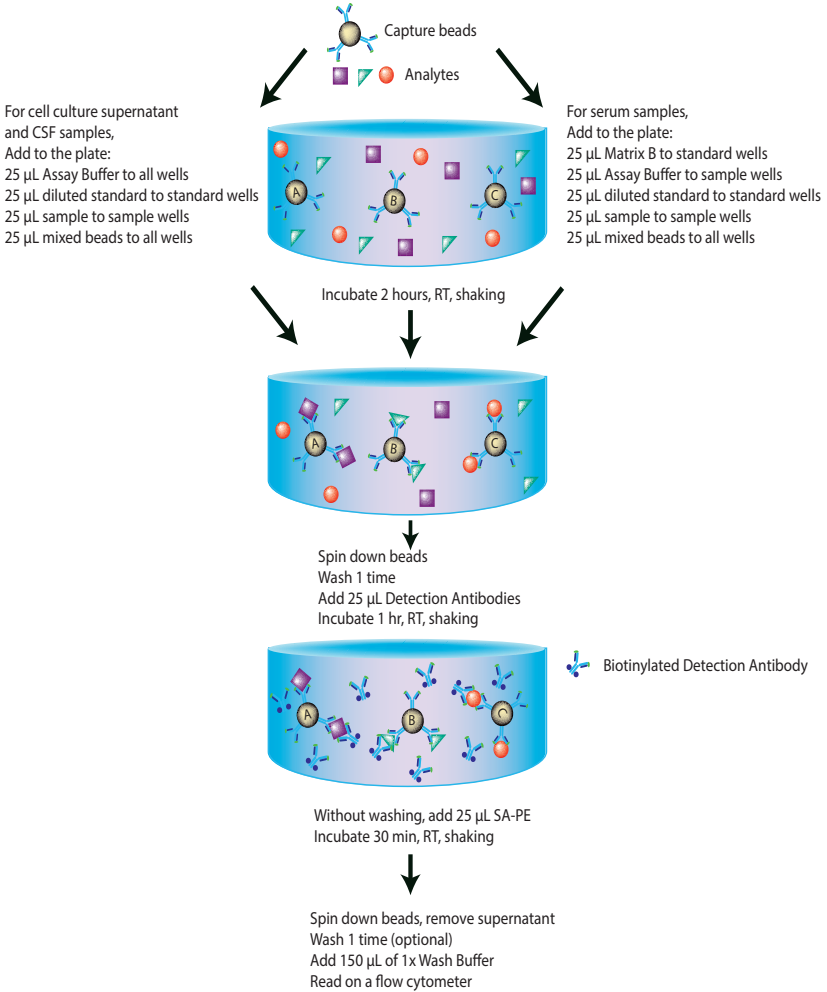 Capture beads
Analytes
For cell culture supernatant
and CSF samples,
Add to the plate:
25 µL Assay Buffer to all wells
25 µL diluted standard to standard wells
25 µL sample to sample wells
25 µL mixed beads to all wells
For serum samples,
Add to the plate:
25 µL Matrix B to standard wells
25 µL Assay Buffer to sample wells
25 µL diluted standard to standard wells
25 µL sample to sample wells
25 µL mixed beads to all wells
A
B
C
Incubate 2 hours, RT, shaking
A
B
C
Spin down beads
Wash 1 time
Add 25 µL Detection Antibodies
Incubate 1 hr, RT, shaking
Biotinylated Detection Antibody
A
B
C
Without washing, add 25 µL SA-PE
Incubate 30 min, RT, shaking
Spin down beads, remove supernatant
Wash 1 time (optional)
Add 150 µL of 1x Wash Buffer
Read on a flow cytometer